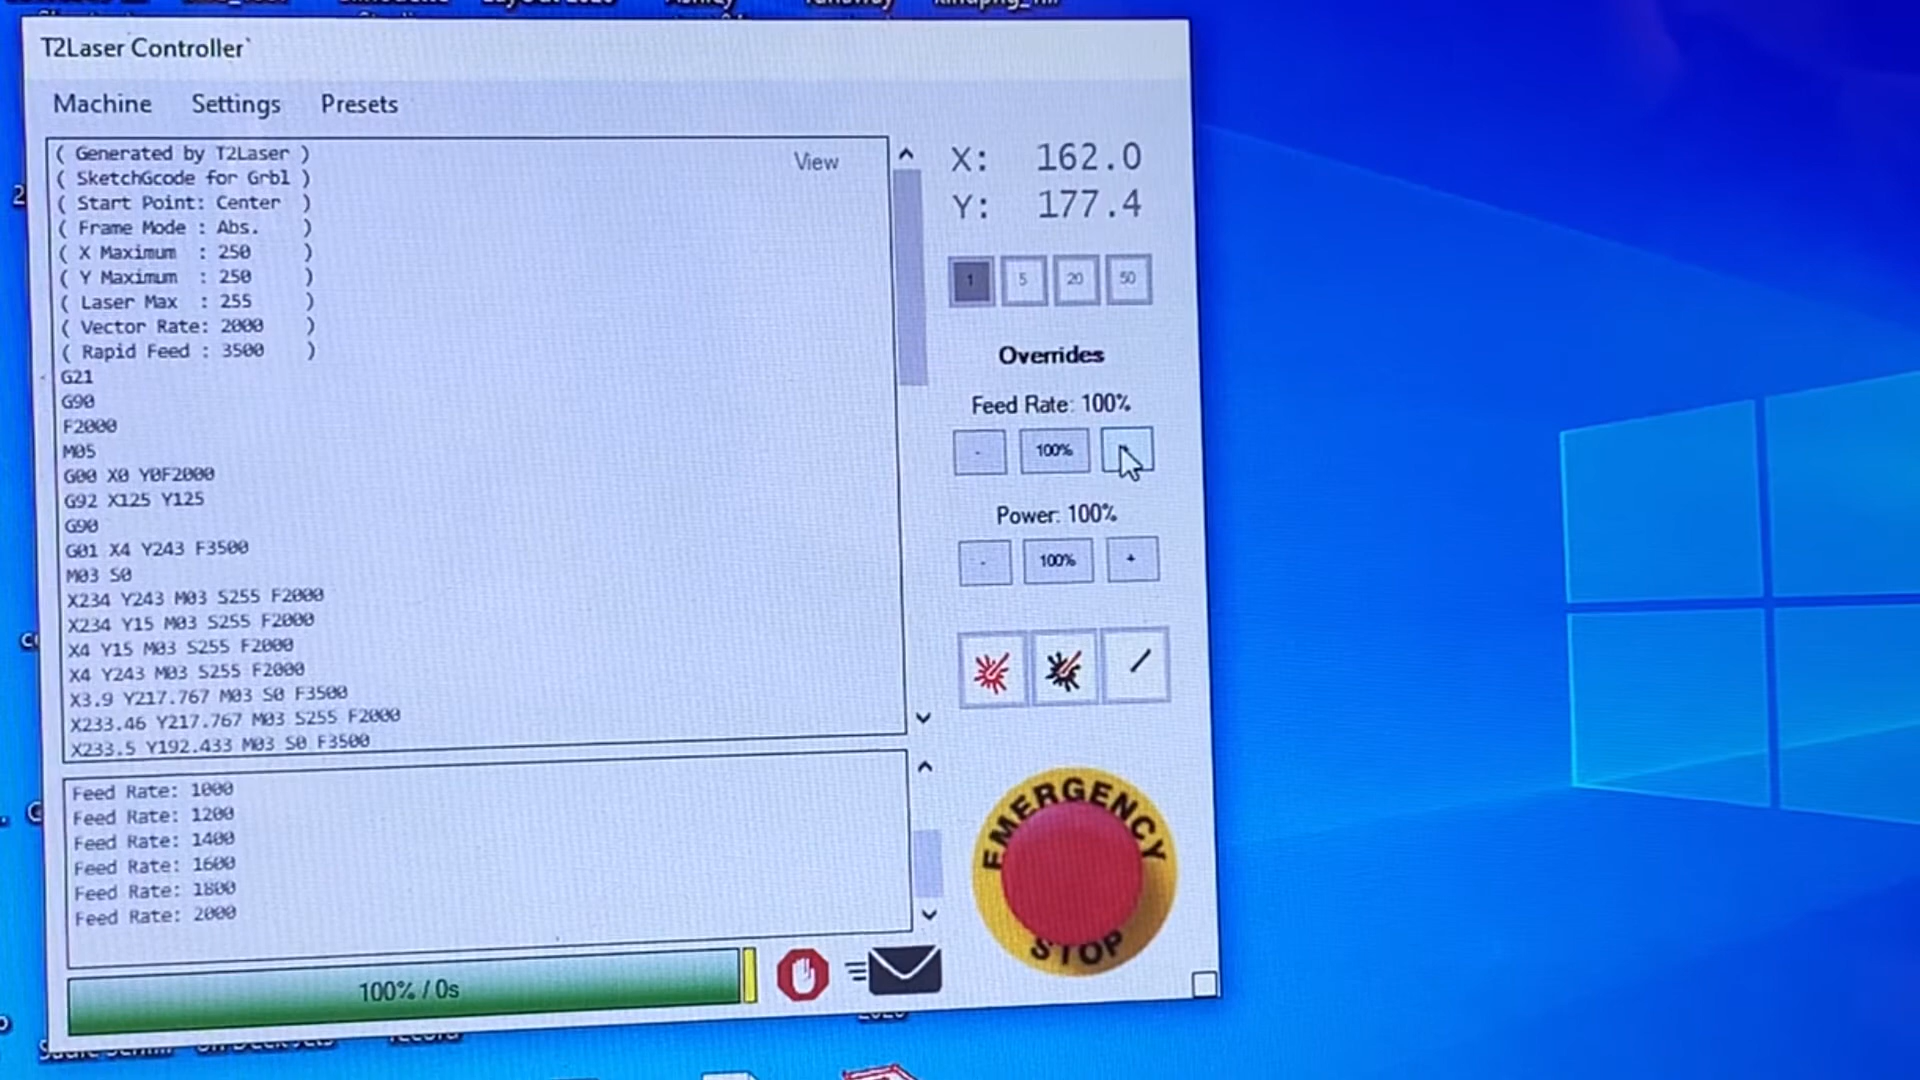 T2Laser Controller
Machine Settings Presets
( Generated by T2Laser )
( SketchGcode for Grbl )
( Start Point: Center )
( Frame Mode : Abs. )
( X Maximum : 250 )
( Y Maximum : 250 )
( Laser Max : 255 )
( Vector Rate: 2000 )
( Rapid Feed : 3500 )
G21
G90
F2000
M05
G00 X0 Y0F2000
G92 X125 Y125
G90
G01 X4 Y243 F3500
M03 S0
X234 Y243 M03 S255 F2000
X234 Y15 M03 S255 F2000
X4 Y15 M03 S255 F2000
X4 Y243 M03 S255 F2000
X3.9 Y217.767 M03 S0 F3500
X233.46 Y217.767 M03 S255 F2000
X233.5 Y192.433 M03 S0 F3500
View
Feed Rate: 1000
Feed Rate: 1200
Feed Rate: 1400
Feed Rate: 1600
Feed Rate: 1800
Feed Rate: 2000
100% / 0s
X: 162.0
Y: 177.4
1 5 20 50
Overrides
Feed Rate: 100%
- 100%
Power: 100%
- 100% +
EMERGENCY
STOP